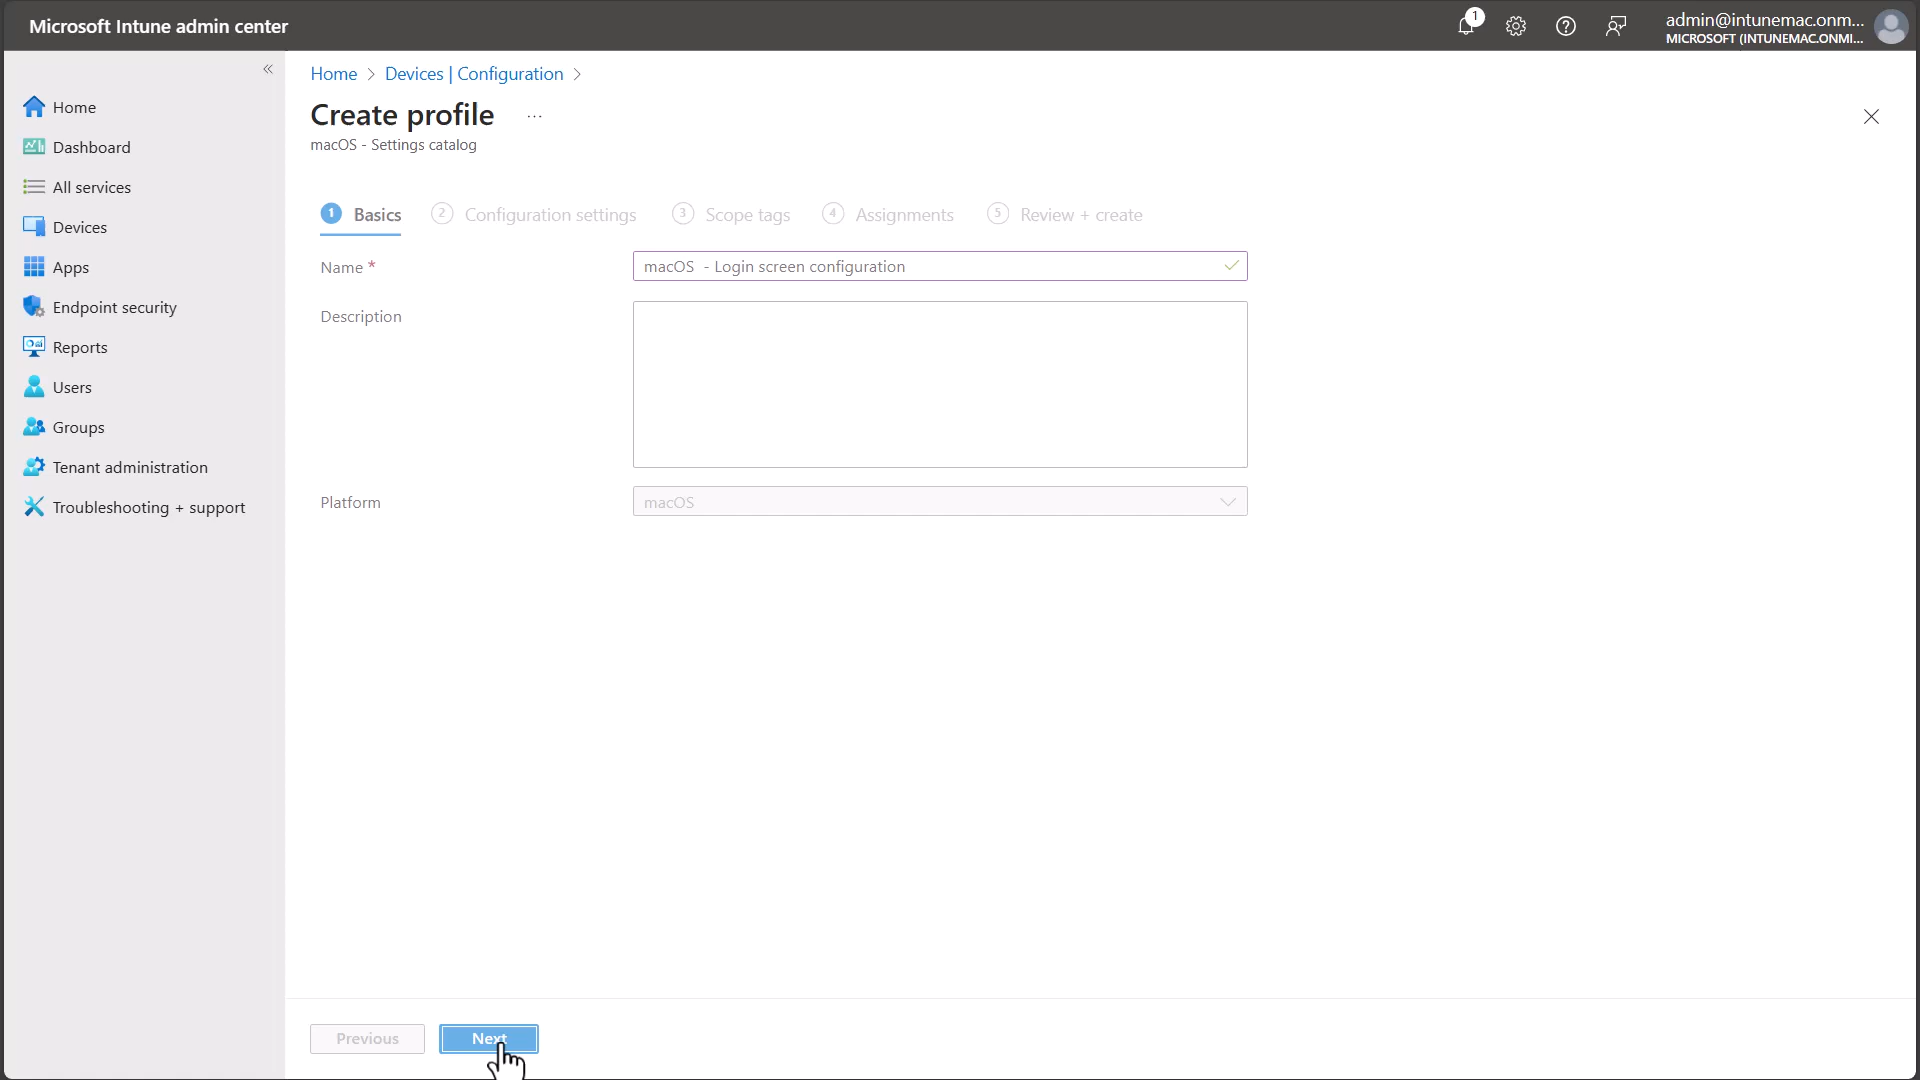 Microsoft Intune admin center
1
admin@intunemac.onm...
MICROSOFT (INTUNEMAC.ONMI...
Home
Dashboard
All services
Devices
Apps
Endpoint security
Reports
Users
Groups
Tenant administration
Troubleshooting + support
Home > Devices | Configuration >
Create profile ...
macOS - Settings catalog
1 Basics 2 Configuration settings 3 Scope tags 4 Assignments 5 Review + create
Name * macOS  - Login screen configuration
Description
Platform macOS
Previous Next